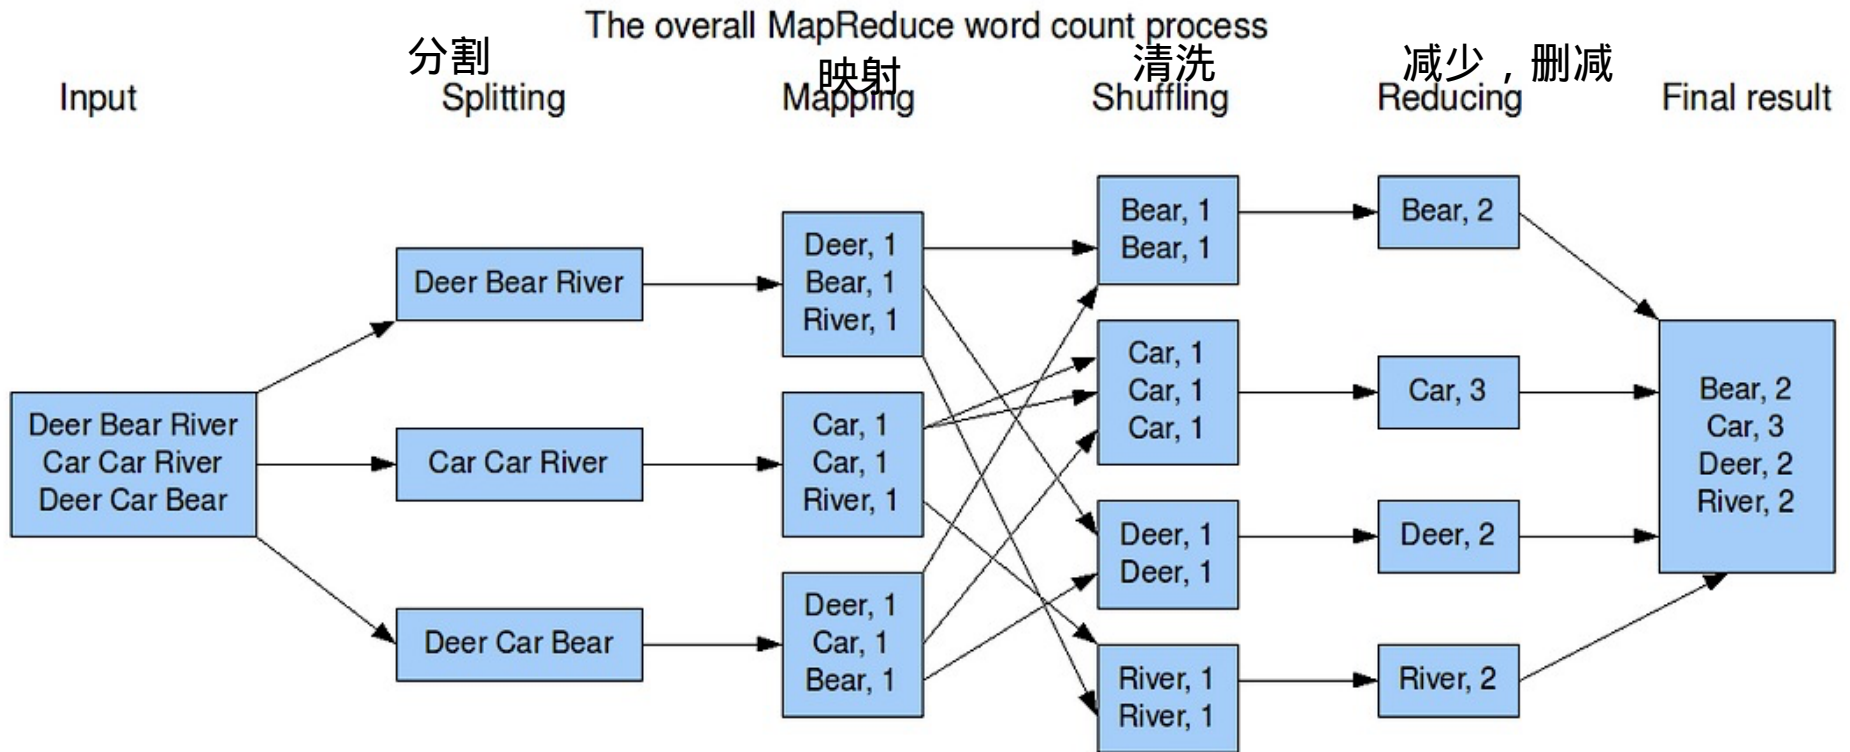 The overall MapReduce word count process
分割
映射
清洗
减少，删减
Input
Splitting
Mapping
Shuffling
Reducing
Final result
Deer Bear River
Car Car River
Deer Car Bear
Deer Bear River
Car Car River
Deer Car Bear
Deer, 1
Bear, 1
River, 1
Car, 1
Car, 1
River, 1
Deer, 1
Car, 1
Bear, 1
Bear, 1
Bear, 1
Car, 1
Car, 1
Car, 1
Deer, 1
Deer, 1
River, 1
River, 1
Bear, 2
Car, 3
Deer, 2
River, 2
Bear, 2
Car, 3
Deer, 2
River, 2